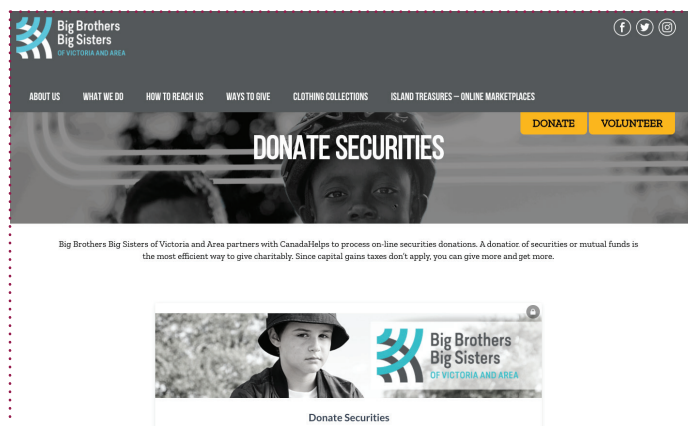 Big Brothers
Big Sisters
OF VICTORIA AND AREA
ABOUT US
WHAT WE DO
HOW TO REACH US
WAYS TO GIVE
CLOTHING COLLECTIONS
ISLAND TREASURES – ONLINE MARKETPLACES
DONATE
VOLUNTEER
DONATE SECURITIES
Big Brothers Big Sisters of Victoria and Area partners with CanadaHelps to process on-line securities donations. A donation of securities or mutual funds is
the most efficient way to give charitably. Since capital gains taxes don't apply, you can give more and get more.
Big Brothers
Big Sisters
OF VICTORIA AND AREA
Donate Securities